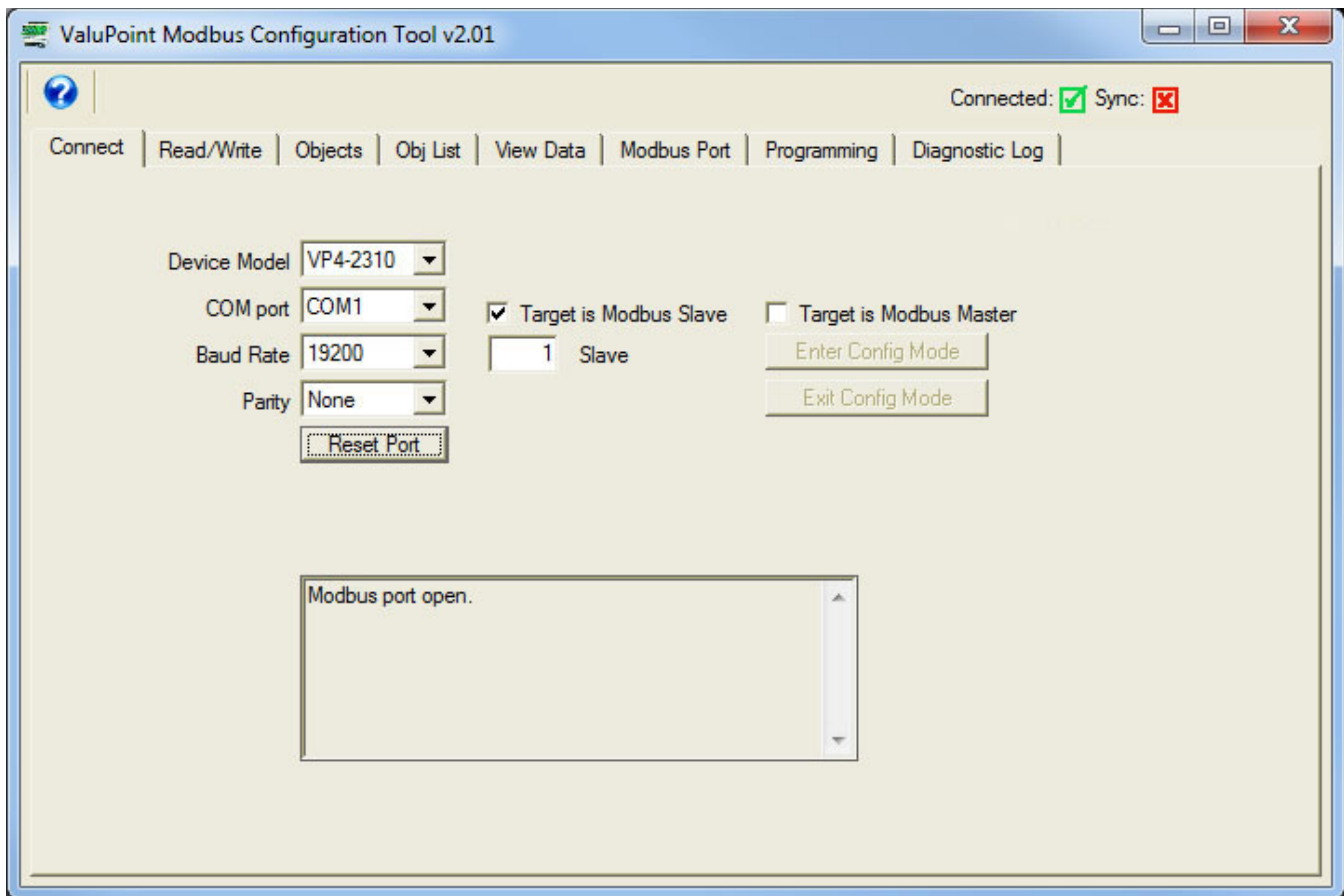 ValuPoint Modbus Configuration Tool v2.01
Connected: Sync:
Connect Read/Write Objects Obj List View Data Modbus Port Programming Diagnostic Log
Device Model VP4-2310
COM port COM1 Target is Modbus Slave Target is Modbus Master
Baud Rate 19200 1 Slave Enter Config Mode
Parity None Exit Config Mode
Reset Port
Modbus port open.